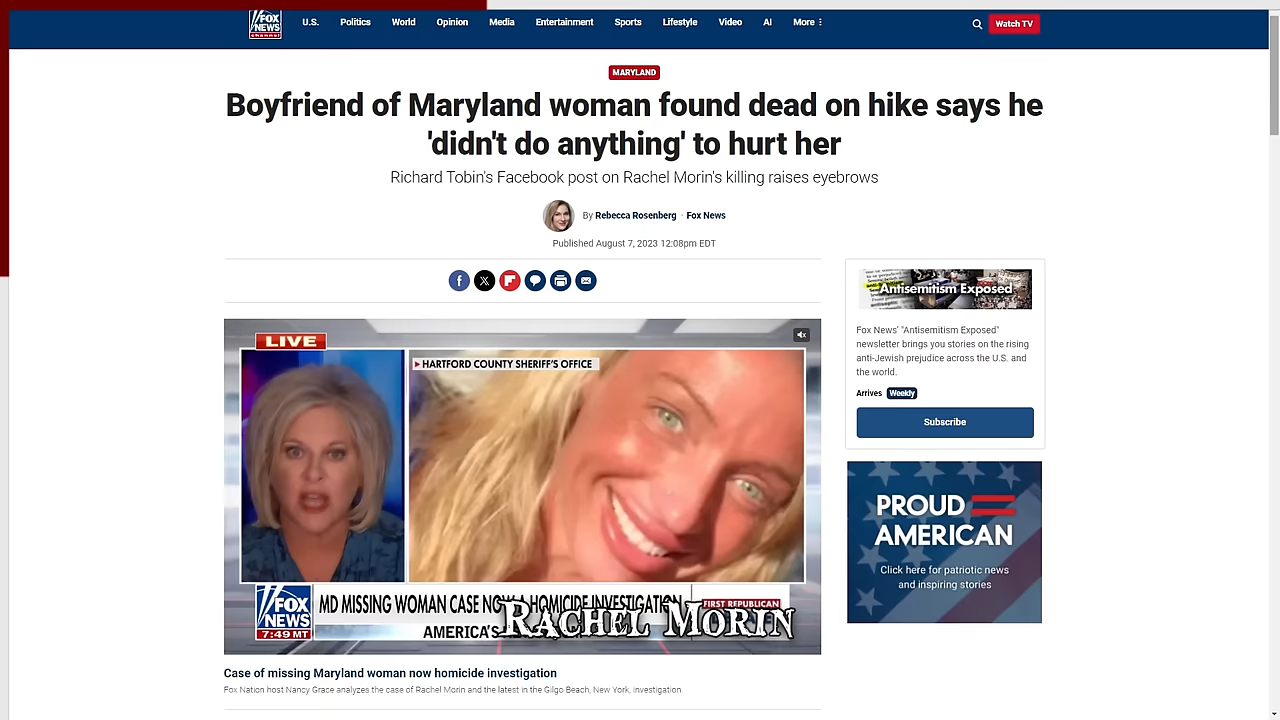 FOX
NEWS
channel
U.S. Politics World Opinion Media Entertainment Sports Lifestyle Video AI More
Watch TV
MARYLAND
Boyfriend of Maryland woman found dead on hike says he
'didn't do anything' to hurt her
Richard Tobin's Facebook post on Rachel Morin's killing raises eyebrows
By Rebecca Rosenberg · Fox News
Published August 7, 2023 12:08pm EDT
LIVE
HARTFORD COUNTY SHERIFF'S OFFICE
MD MISSING WOMAN CASE NOW A HOMICIDE INVESTIGATION
FIRST REPUBLICAN
AMERICA'S
RACHEL MORIN
FOX
NEWS
7:49 MT
Case of missing Maryland woman now homicide investigation
Fox Nation host Nancy Grace analyzes the case of Rachel Morin and the latest in the Gilgo Beach, New York, investigation.
Antisemitism Exposed
Fox News' "Antisemitism Exposed"
newsletter brings you stories on the rising
anti-Jewish prejudice across the U.S. and
the world.
Arrives Weekly
Subscribe
PROUD
AMERICAN
Click here for patriotic news
and inspiring stories